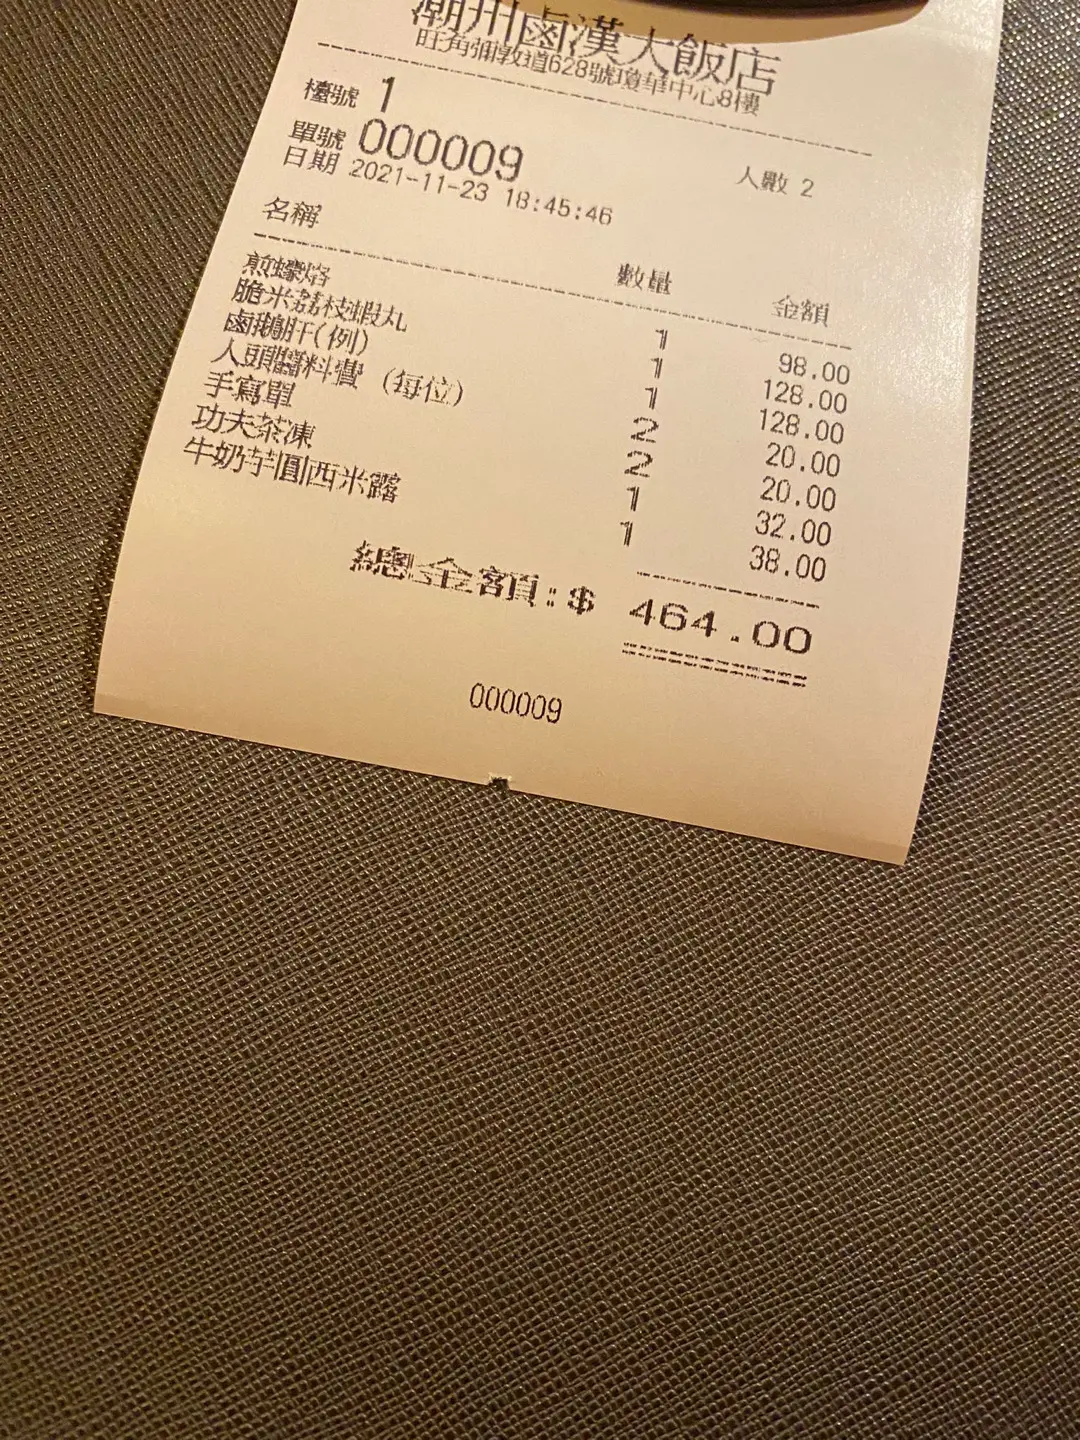 潮州鹵漢大飯店
旺角彌敦道628號瓊華中心8樓
檯號 1
單號 000009 人數 2
日期 2021-11-23 18:45:46
名稱 數量 金額
煎蠔烙 1 98.00
脆米荔枝蝦丸 1 128.00
鹵鵝肝(例) 1 128.00
人頭醬料費 (每位) 2 20.00
手寫單 2 20.00
功夫茶凍 1 32.00
牛奶芋圓西米露 1 38.00
總金額:$ 464.00
000009